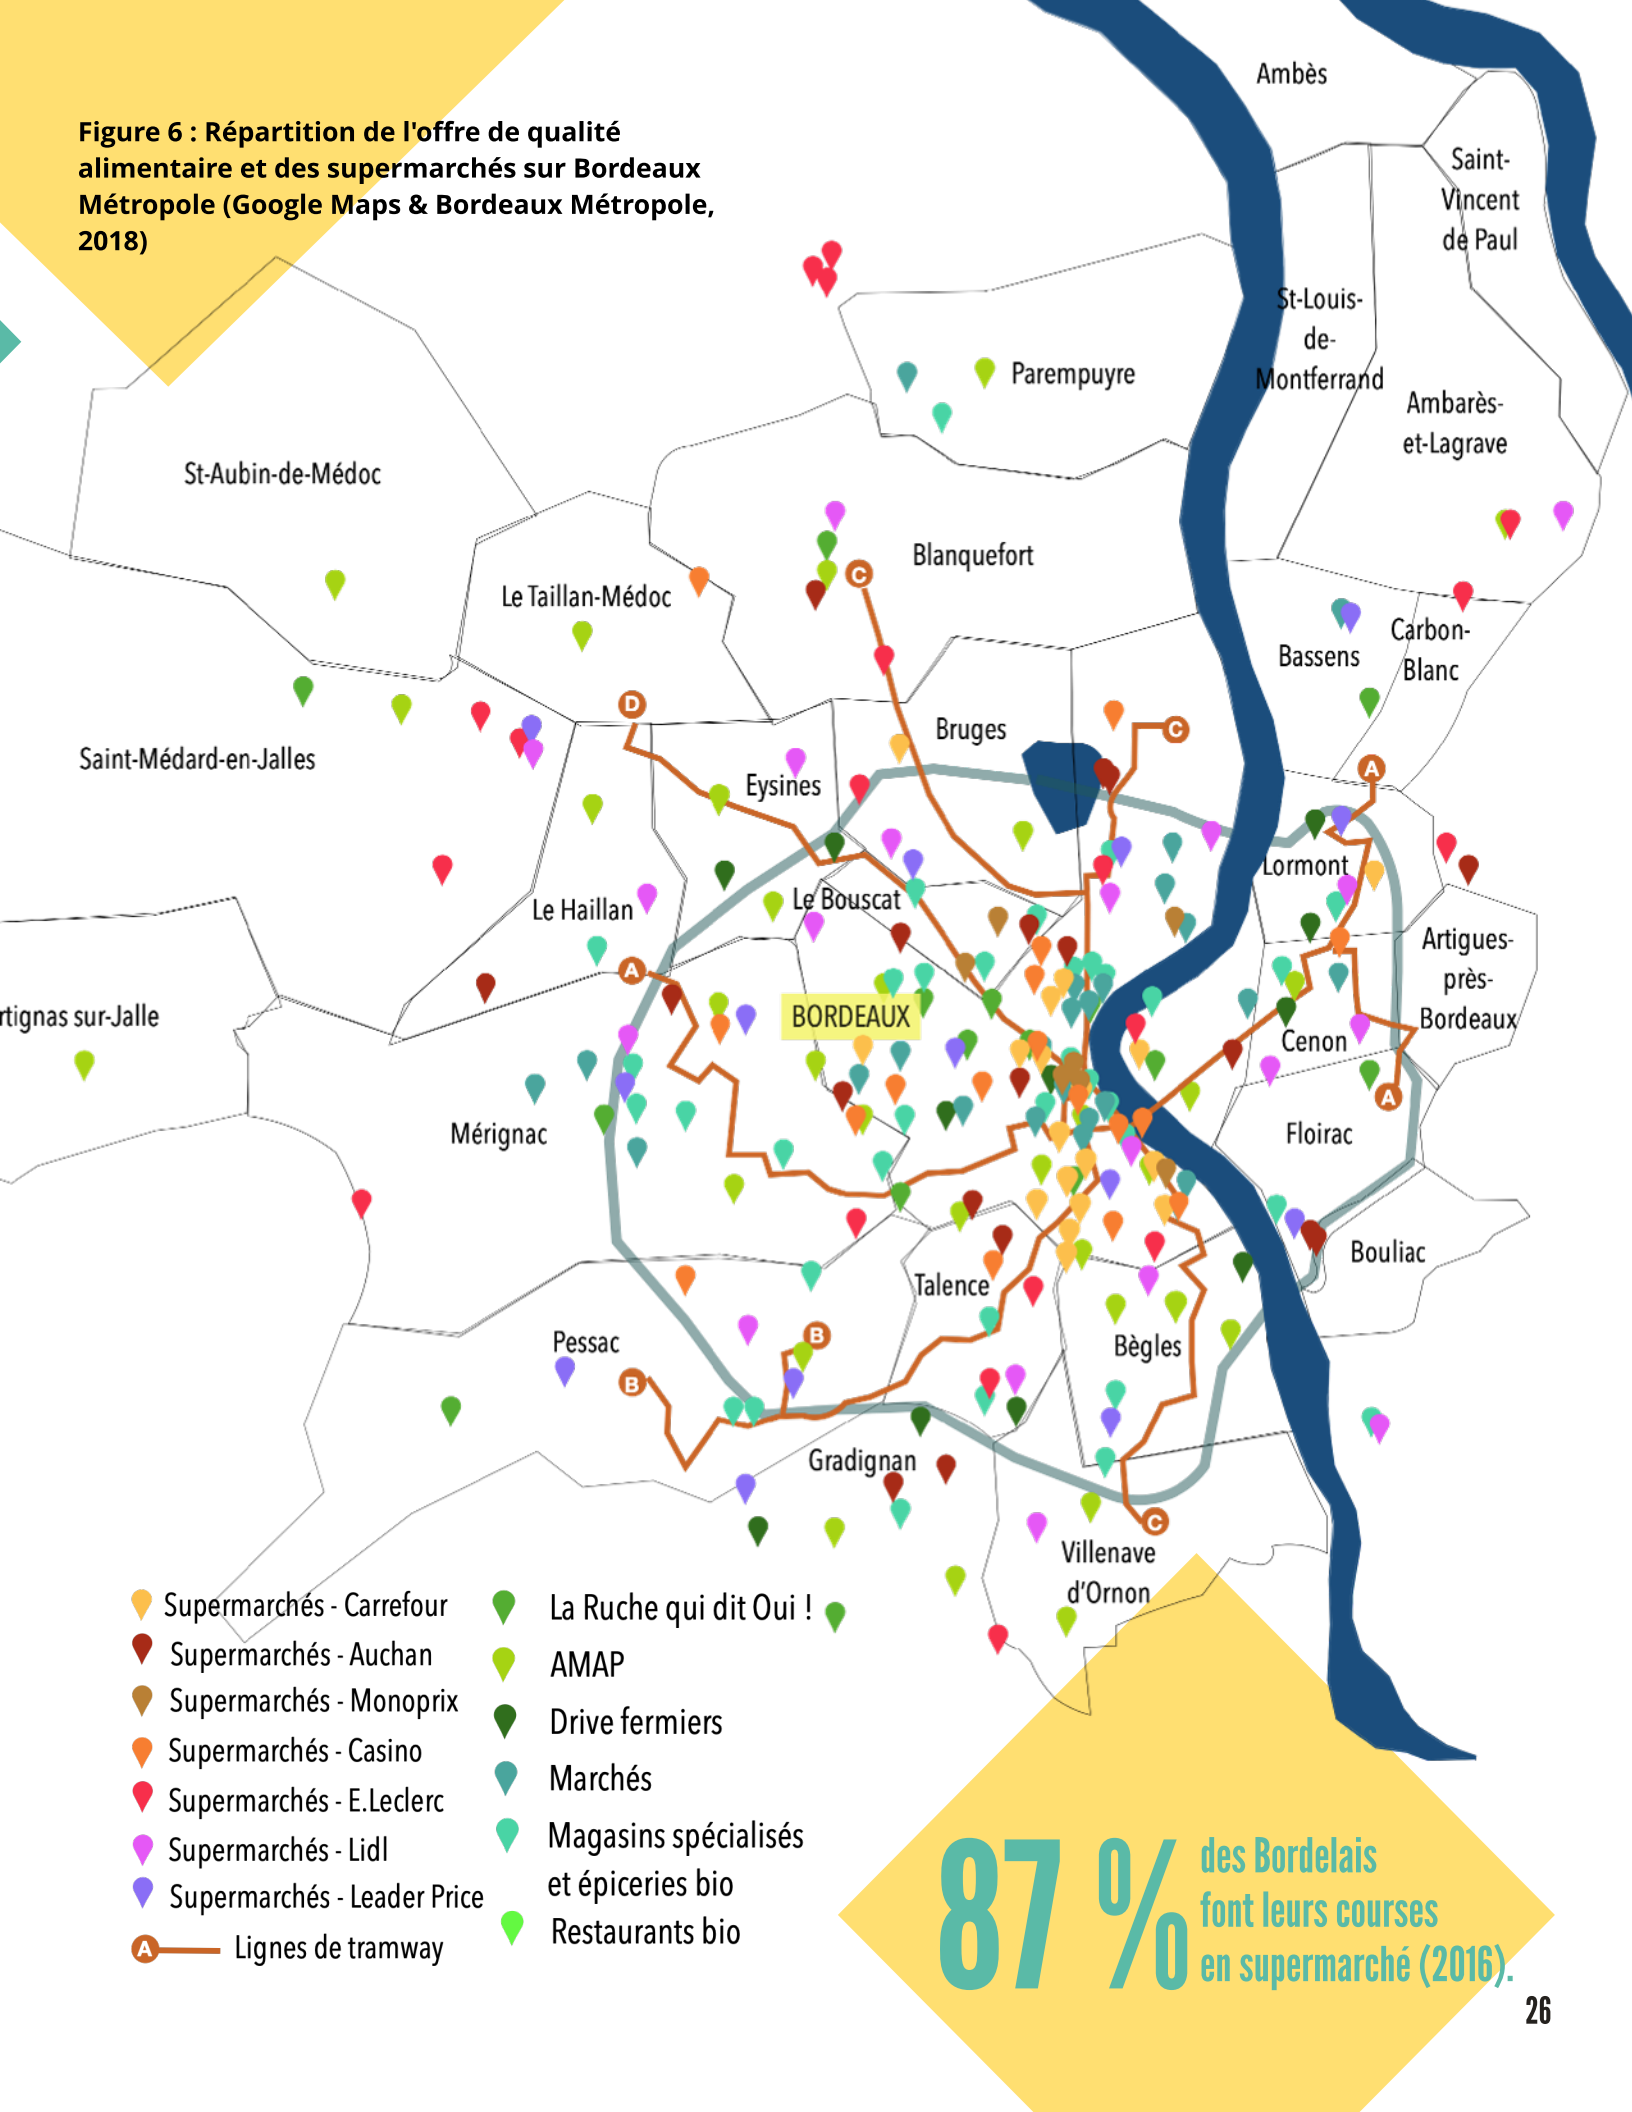 Figure 6 : Répartition de l'offre de qualité
alimentaire et des supermarchés sur Bordeaux
Métropole (Google Maps & Bordeaux Métropole,
2018)
Ambès
Saint-
Vincent
de Paul
St-Louis-
de-
Montferrand
Parempuyre
Ambarès-
et-Lagrave
St-Aubin-de-Médoc
Blanquefort
C
Le Taillan-Médoc
Carbon-
Blanc
Bassens
D
Bruges
C
Saint-Médard-en-Jalles
Eysines
A
Lormont
Le Bouscat
Le Haillan
Artigues-
près-
Bordeaux
A
rtignas sur-Jalle
BORDEAUX
Cenon
A
Mérignac
Floirac
Bouliac
Talence
Pessac
B
B
Bègles
Gradignan
C
Villenave
d'Ornon
Supermarchés - Carrefour
Supermarchés - Auchan
Supermarchés - Monoprix
Supermarchés - Casino
Supermarchés - E.Leclerc
Supermarchés - Lidl
Supermarchés - Leader Price
A Lignes de tramway
La Ruche qui dit Oui !
AMAP
Drive fermiers
Marchés
Magasins spécialisés
et épiceries bio
Restaurants bio
87 %
des Bordelais
font leurs courses
en supermarché (2016).
26